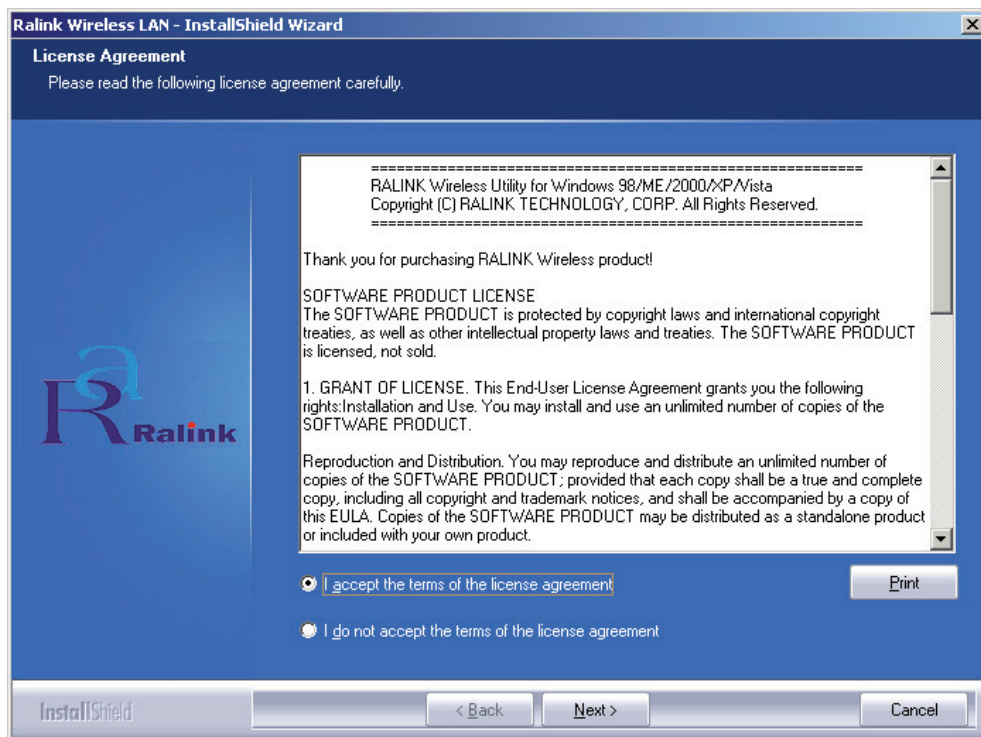 Ralink Wireless LAN - InstallShield Wizard
License Agreement
Please read the following license agreement carefully.
===========================================================
RALINK Wireless Utility for Windows 98/ME/2000/XP/Vista
Copyright (C) RALINK TECHNOLOGY, CORP. All Rights Reserved.
===========================================================
Thank you for purchasing RALINK Wireless product!
SOFTWARE PRODUCT LICENSE
The SOFTWARE PRODUCT is protected by copyright laws and international copyright
treaties, as well as other intellectual property laws and treaties. The SOFTWARE PRODUCT
is licensed, not sold.
1. GRANT OF LICENSE. This End-User License Agreement grants you the following
rights:Installation and Use. You may install and use an unlimited number of copies of the
SOFTWARE PRODUCT.
Reproduction and Distribution. You may reproduce and distribute an unlimited number of
copies of the SOFTWARE PRODUCT; provided that each copy shall be a true and complete
copy, including all copyright and trademark notices, and shall be accompanied by a copy of
this EULA. Copies of the SOFTWARE PRODUCT may be distributed as a standalone product
or included with your own product.
Ra
Ralink
I accept the terms of the license agreement
Print
I do not accept the terms of the license agreement
InstallShield
< Back
Next >
Cancel